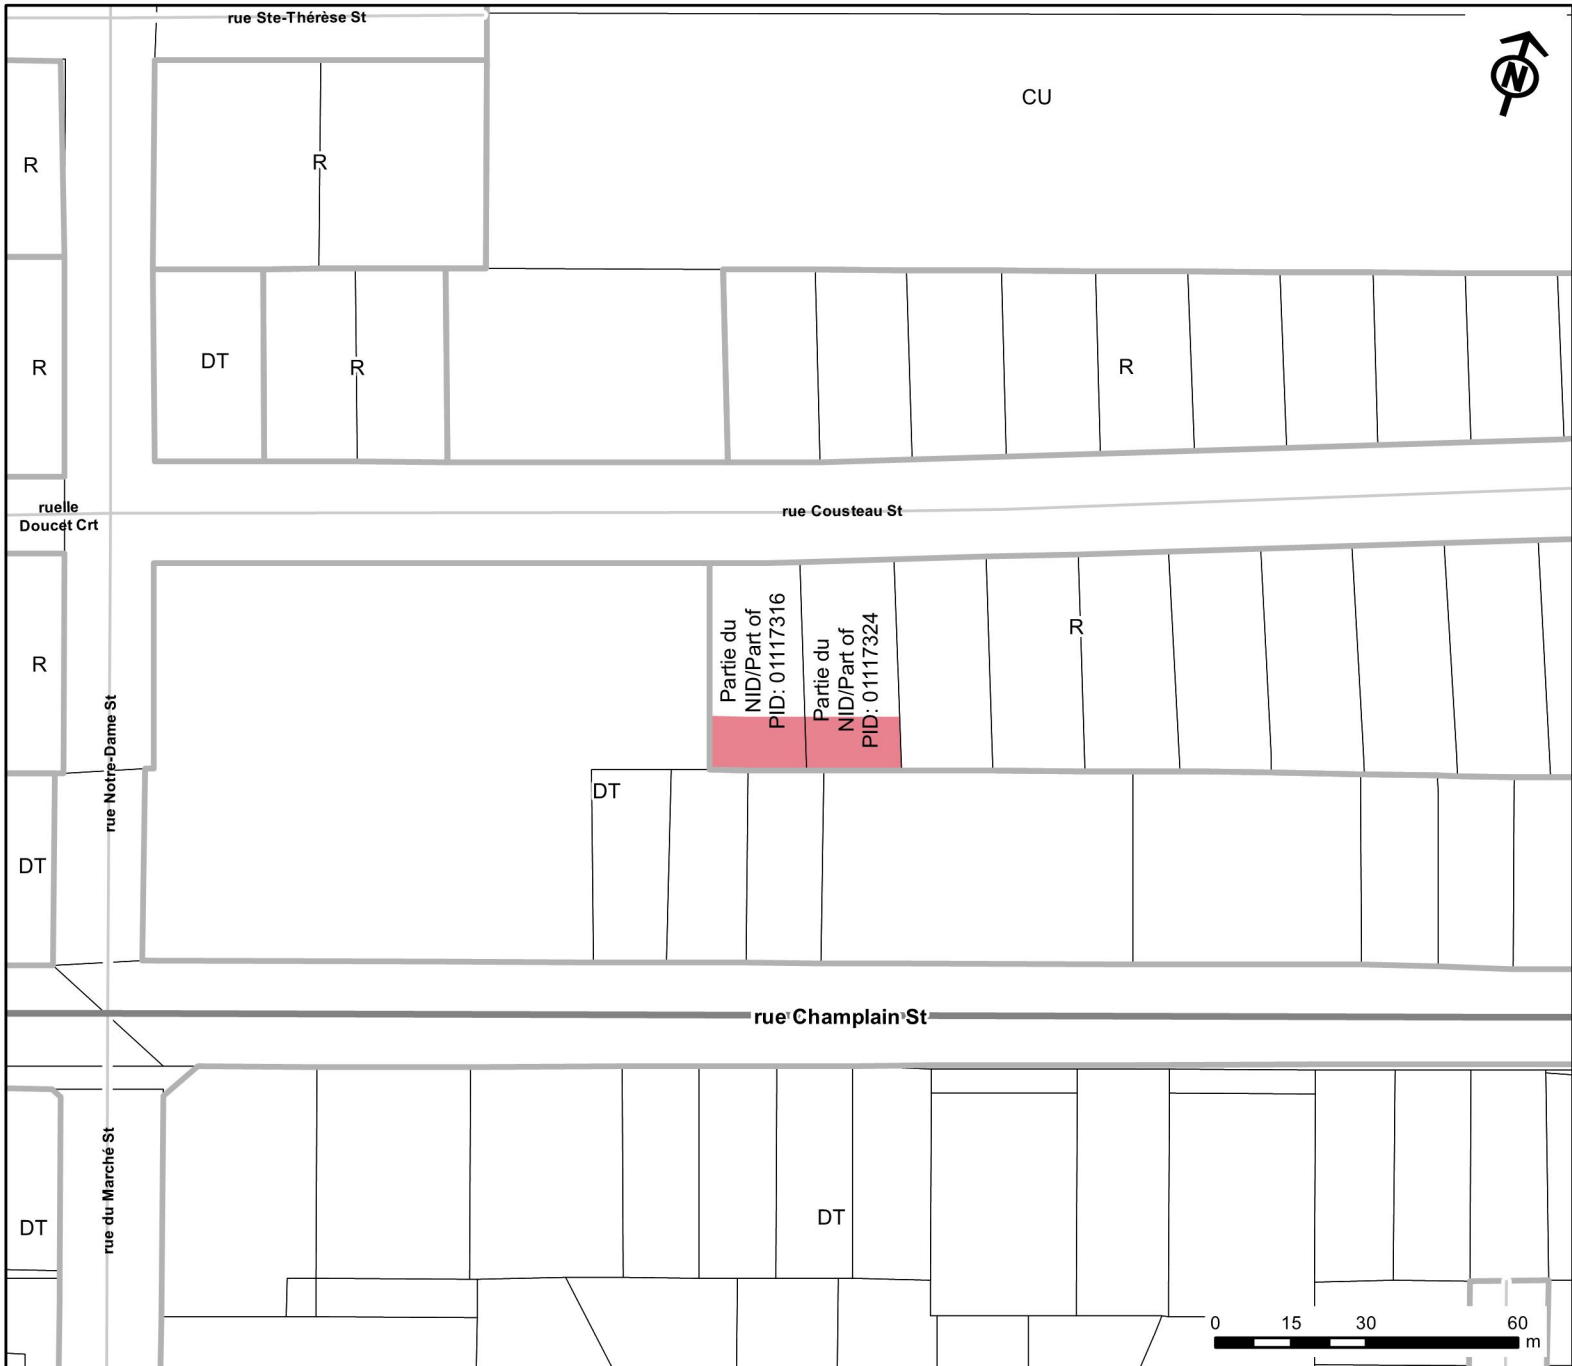 rue Ste-Thérèse St
N
CU
R
R
R
DT
R
R
ruelle
Doucet Crt
rue Cousteau St
Partie du
NID/Part of
PID: 01117316
Partie du
NID/Part of
PID: 01117324
R
R
rue Notre-Dame St
DT
DT
rue Champlain St
rue du Marché St
DT
DT
0 15 30 60
m